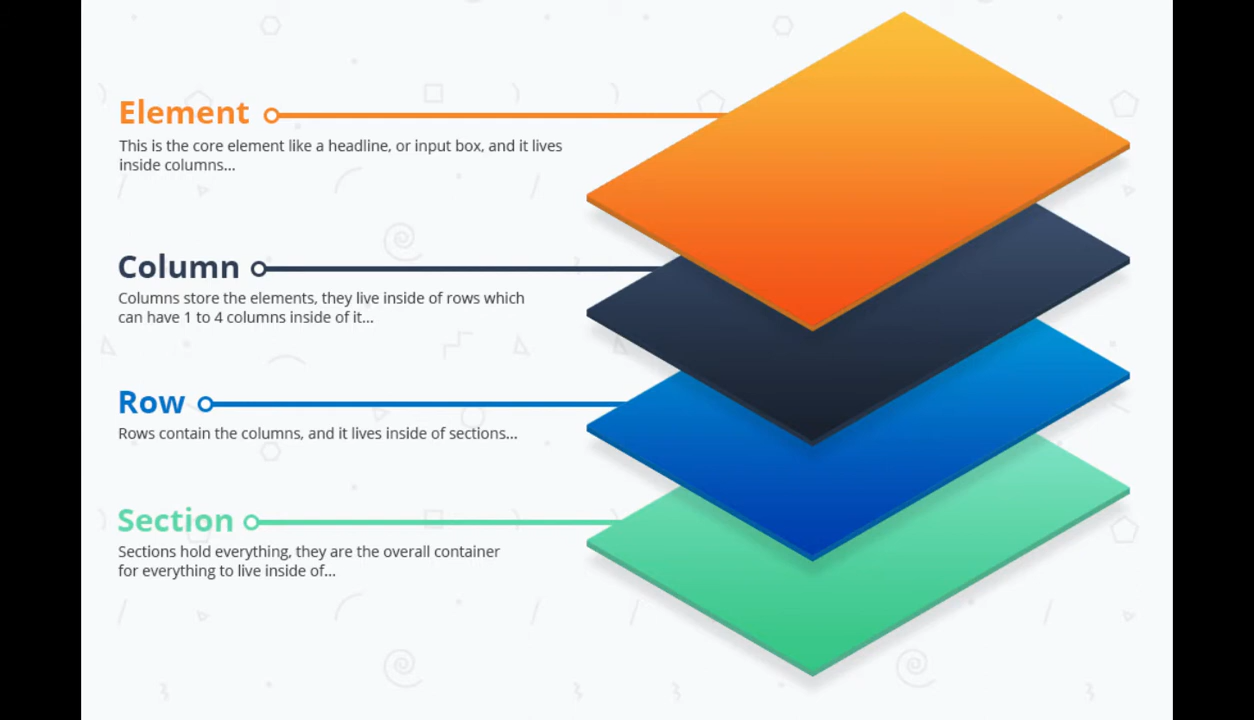 Element
This is the core element like a headline, or input box, and it lives
inside columns...
Column
Columns store the elements, they live inside of rows which
can have 1 to 4 columns inside of it...
Row
Rows contain the columns, and it lives inside of sections...
Section
Sections hold everything, they are the overall container
for everything to live inside of...